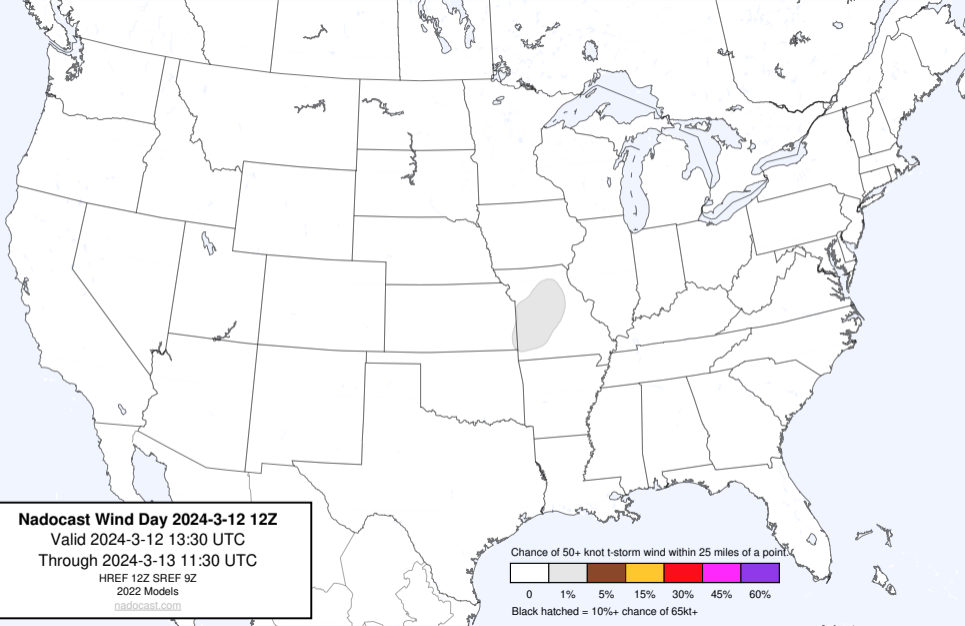 Nadocast Wind Day 2024-3-12 12Z
Valid 2024-3-12 13:30 UTC
Through 2024-3-13 11:30 UTC
HREF 12Z SREF 9Z
2022 Models
nadocast.com
Chance of 50+ knot t-storm wind within 25 miles of a point.
0 1% 5% 15% 30% 45% 60%
Black hatched = 10%+ chance of 65kt+